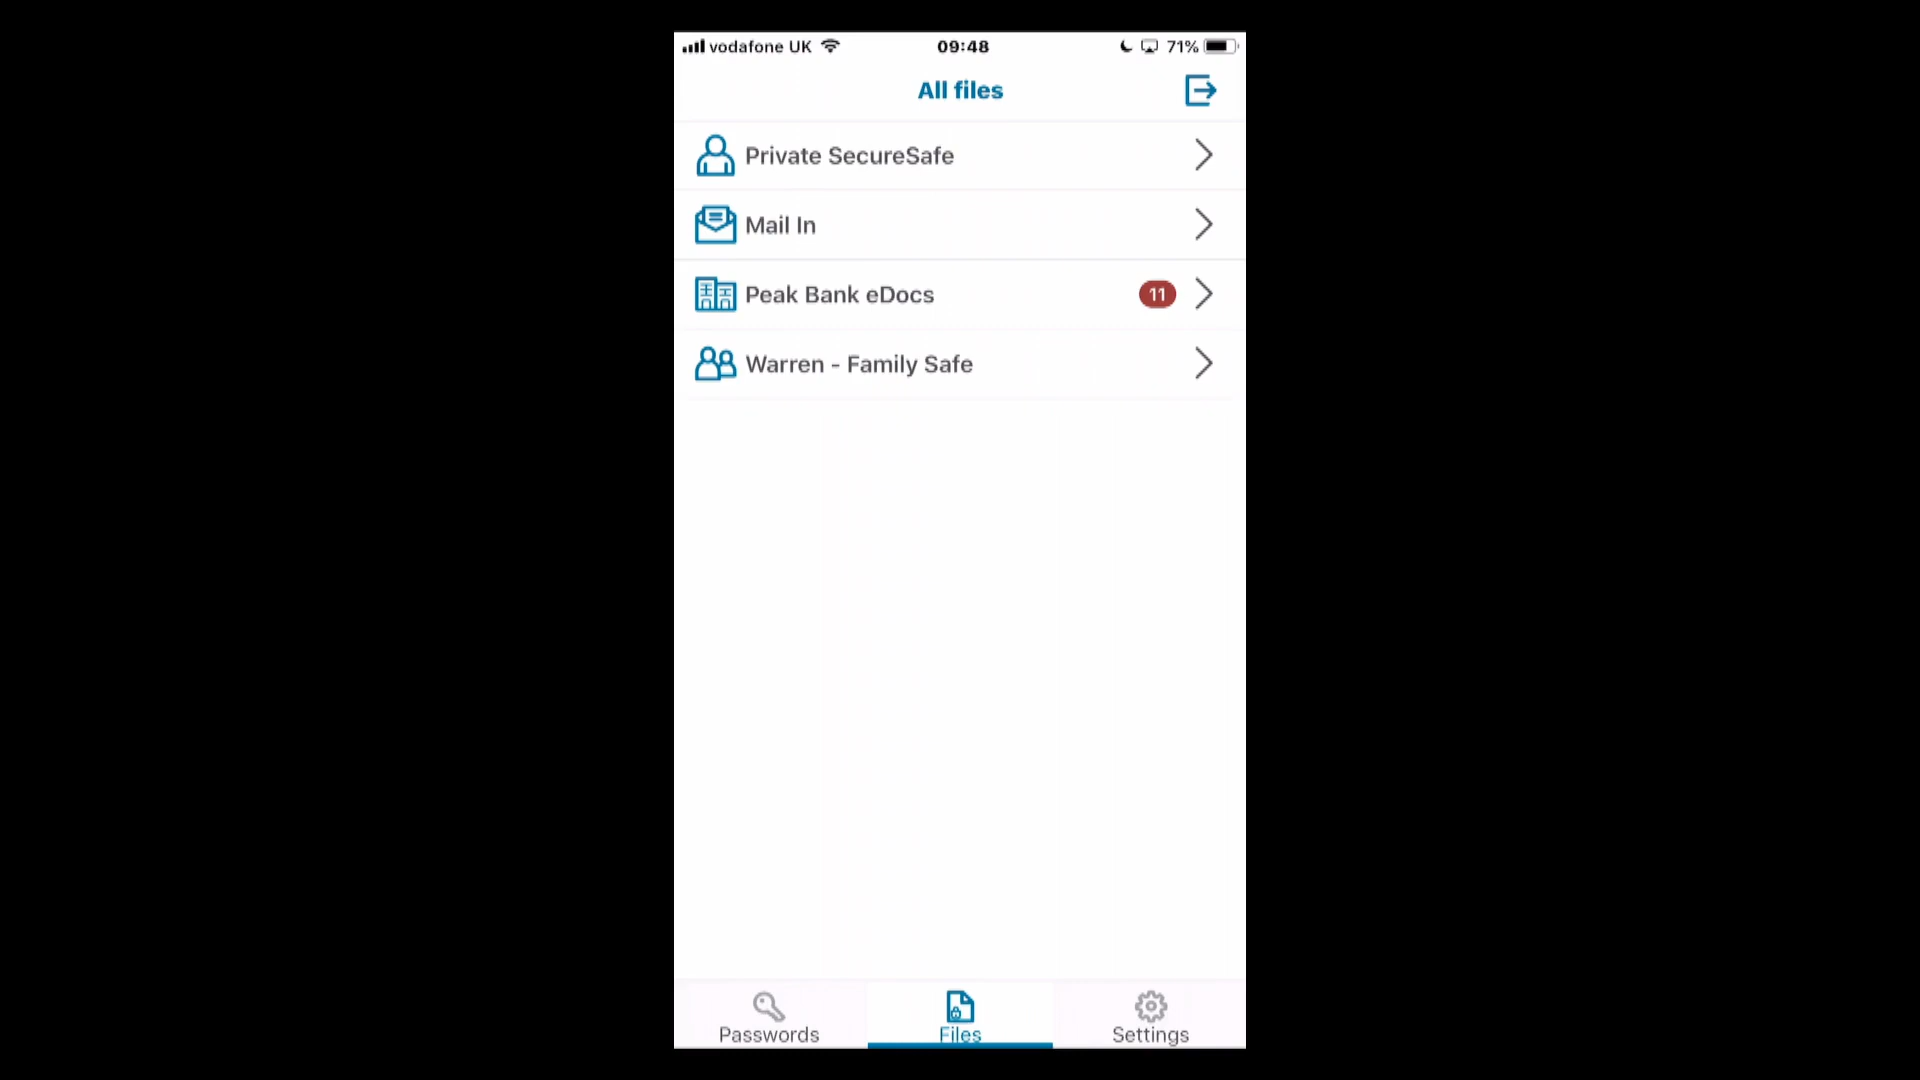 vodafone UK 09:48 71%
All files
Private SecureSafe
Mail In
Peak Bank eDocs 11
Warren - Family Safe
Passwords Files Settings